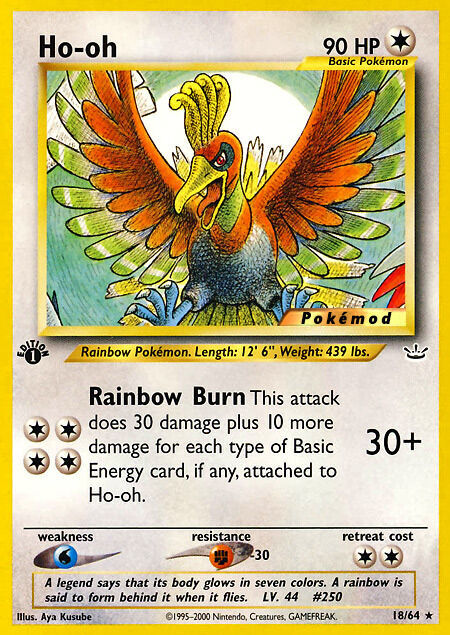 Ho-oh
90 HP
Basic Pokémon
Pokémod
EDITION
1
Rainbow Pokémon. Length: 12' 6", Weight: 439 lbs.
Rainbow Burn This attack
does 30 damage plus 10 more
damage for each type of Basic
Energy card, if any, attached to
Ho-oh.
30+
weakness
resistance
retreat cost
-30
A legend says that its body glows in seven colors. A rainbow is
said to form behind it when it flies. LV. 44 #250
Illus. Aya Kusube
©1995–2000 Nintendo, Creatures, GAMEFREAK.
18/64 ★